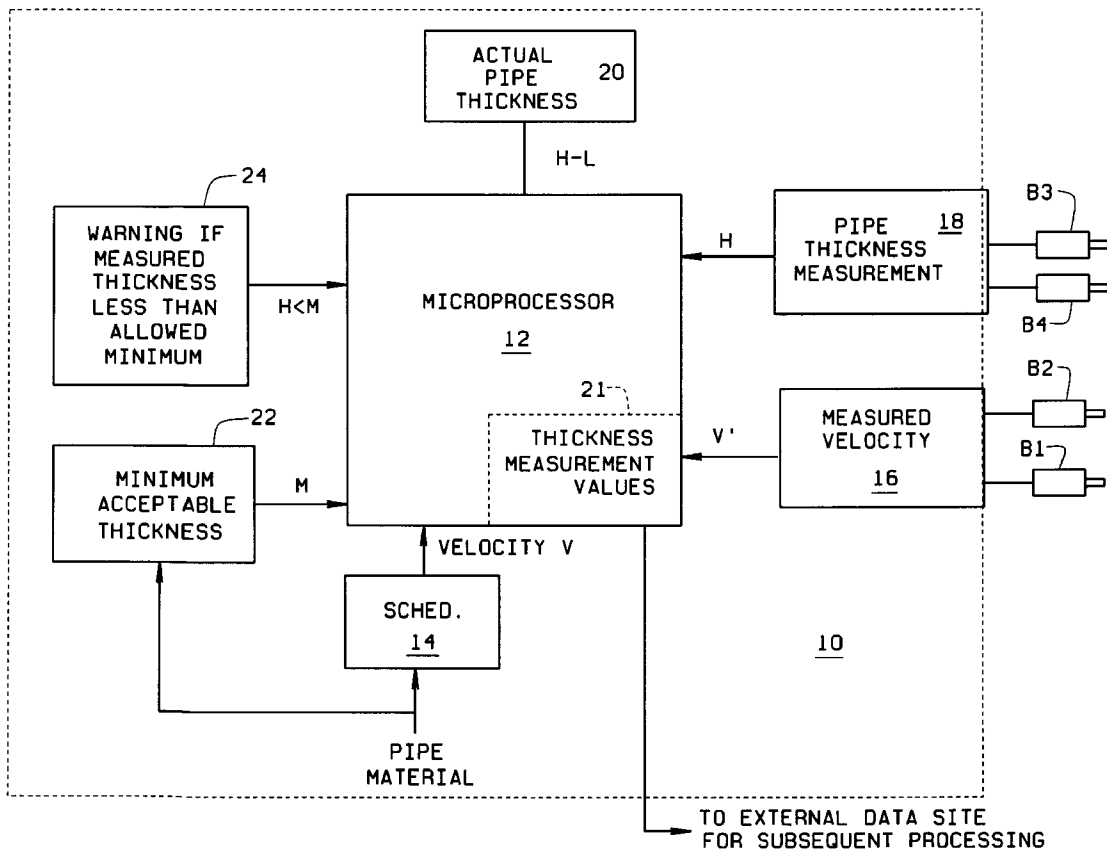 ACTUAL
PIPE
THICKNESS
20
H-L
24
WARNING IF
MEASURED
THICKNESS
LESS THAN
ALLOWED
MINIMUM
H<M
MICROPROCESSOR
12
H
PIPE
THICKNESS
MEASUREMENT
18
B3
B4
22
MINIMUM
ACCEPTABLE
THICKNESS
M
21
THICKNESS
MEASUREMENT
VALUES
V'
MEASURED
VELOCITY
16
B2
B1
VELOCITY V
SCHED.
14
10
PIPE
MATERIAL
TO EXTERNAL DATA SITE
FOR SUBSEQUENT PROCESSING